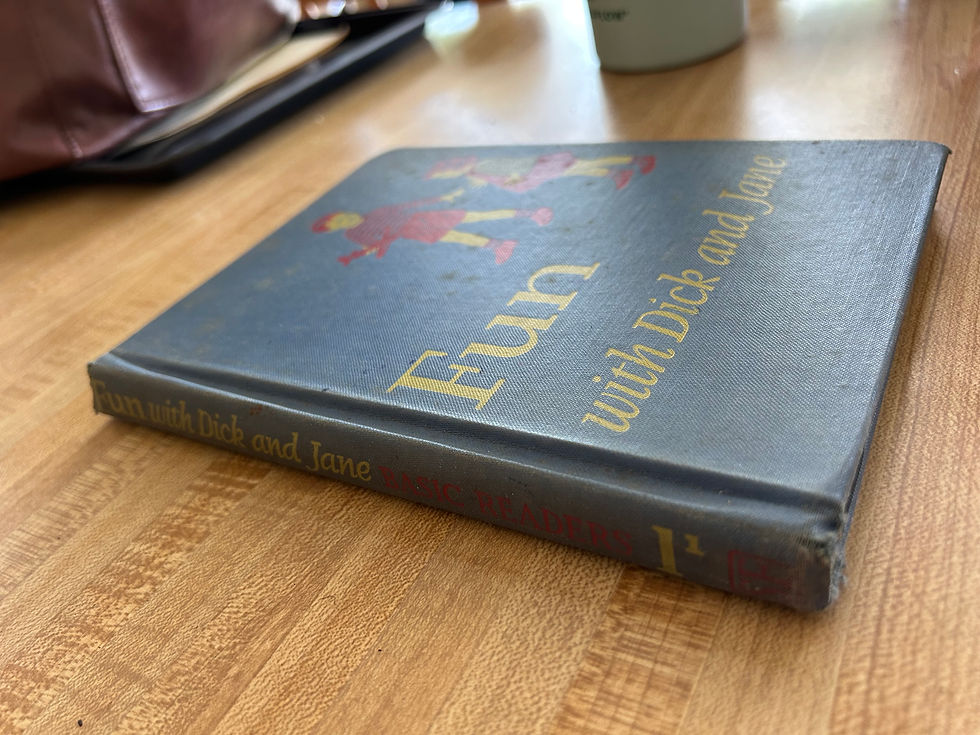 Fun
with Dick and Jane
Fun with Dick and Jane BASIC READERS 1¹